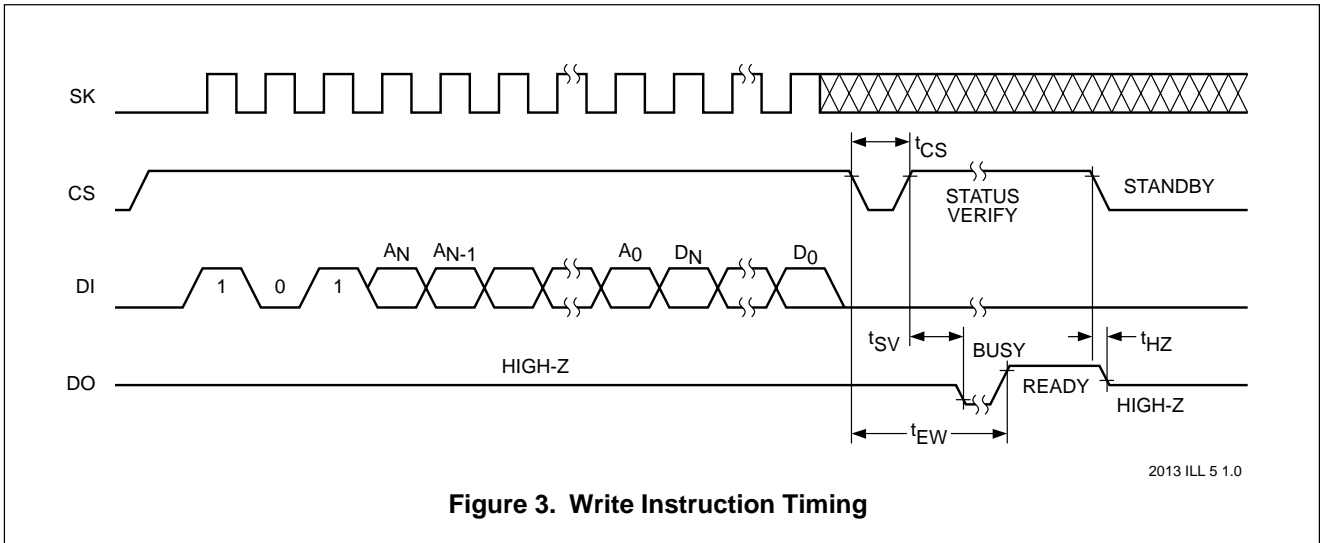 SK
tCS
CS
STATUS
VERIFY
STANDBY
AN AN-1 A0 DN D0
DI
1 0 1
tSV
BUSY
tHZ
HIGH-Z
DO
READY
HIGH-Z
tEW
2013 ILL 5 1.0
Figure 3. Write Instruction Timing